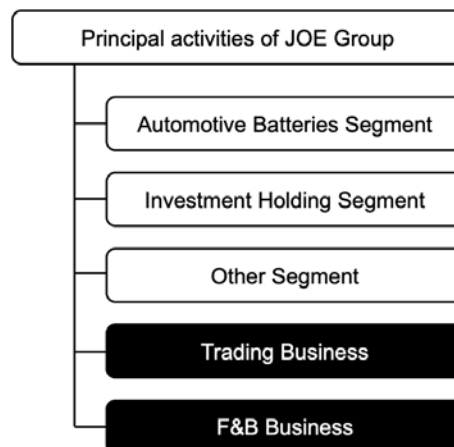 Principal activities of JOE Group
Automotive Batteries Segment
Investment Holding Segment
Other Segment
Trading Business
F&B Business